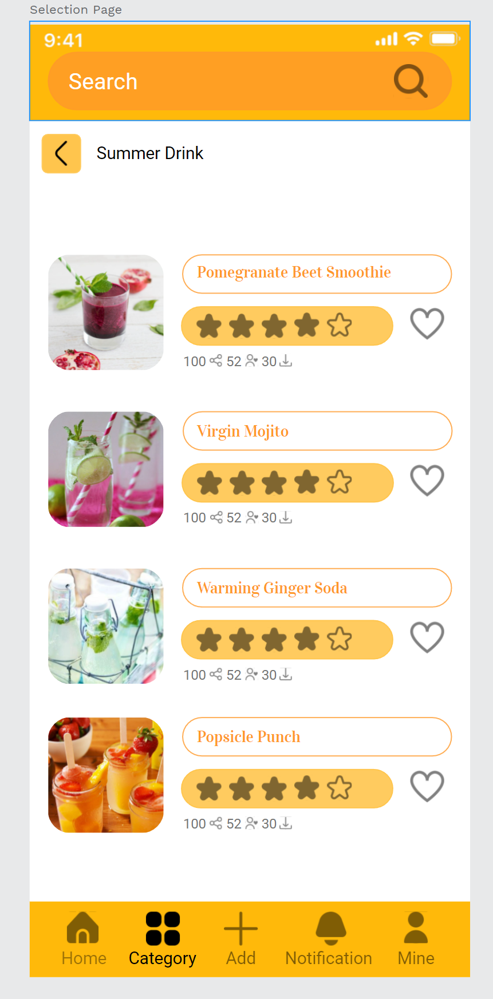 Selection Page
9:41
Search
Summer Drink
Pomegranate Beet Smoothie
100 52 30
Virgin Mojito
100 52 30
Warming Ginger Soda
100 52 30
Popsicle Punch
100 52 30
Home Category Add Notification Mine